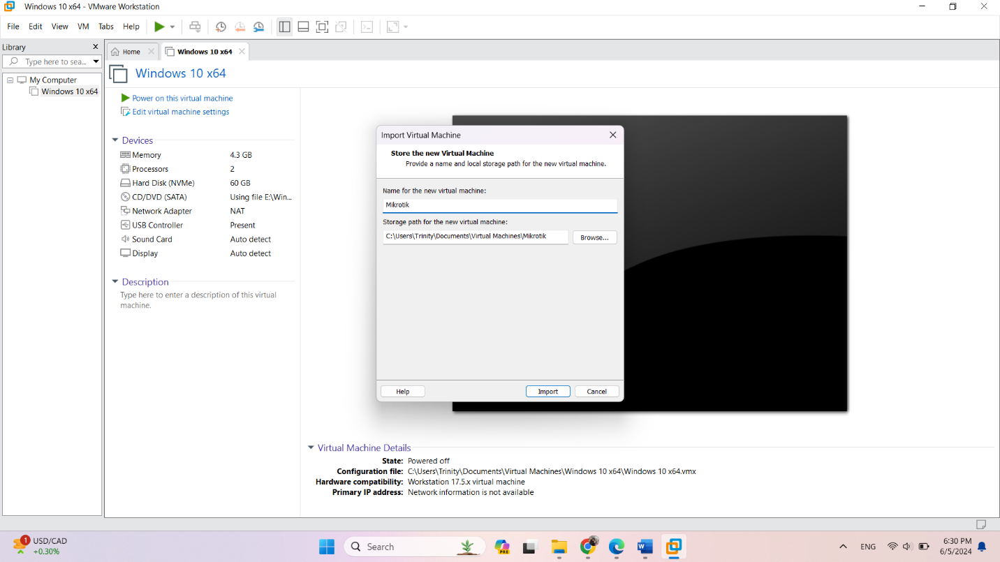 Windows 10 x64 - VMware Workstation
File Edit View VM Tabs Help
Library
Type here to sea...
My Computer
Windows 10 x64
Home
Windows 10 x64
Windows 10 x64
Power on this virtual machine
Edit virtual machine settings
Devices
Memory 4.3 GB
Processors 2
Hard Disk (NVMe) 60 GB
CD/DVD (SATA) Using file E:\Win...
Network Adapter NAT
USB Controller Present
Sound Card Auto detect
Display Auto detect
Description
Type here to enter a description of this virtual
machine.
Import Virtual Machine
Store the new Virtual Machine
Provide a name and local storage path for the new virtual machine.
Name for the new virtual machine:
Mikrotik
Storage path for the new virtual machine:
C:\Users\Trinity\Documents\Virtual Machines\Mikrotik
Browse...
Help Import Cancel
Virtual Machine Details
State: Powered off
Configuration file: C:\Users\Trinity\Documents\Virtual Machines\Windows 10 x64\Windows 10 x64.vmx
Hardware compatibility: Workstation 17.5.x virtual machine
Primary IP address: Network information is not available
1
USD/CAD
+0.30%
Search
PRE
ENG
6:30 PM
6/5/2024